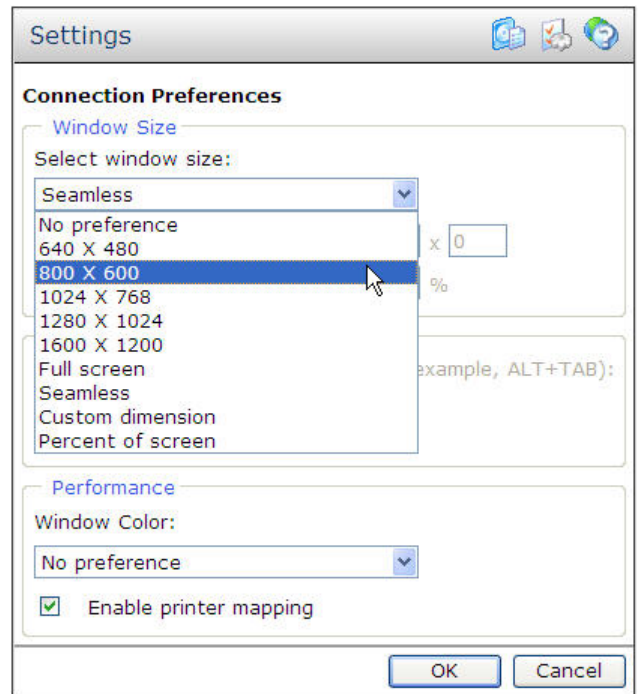 Settings
Connection Preferences
Window Size
Select window size:
Seamless
No preference
640 X 480
x 0
800 X 600
%
1024 X 768
1280 X 1024
1600 X 1200
Full screen
example, ALT+TAB):
Seamless
Custom dimension
Percent of screen
Performance
Window Color:
No preference
Enable printer mapping
OK Cancel